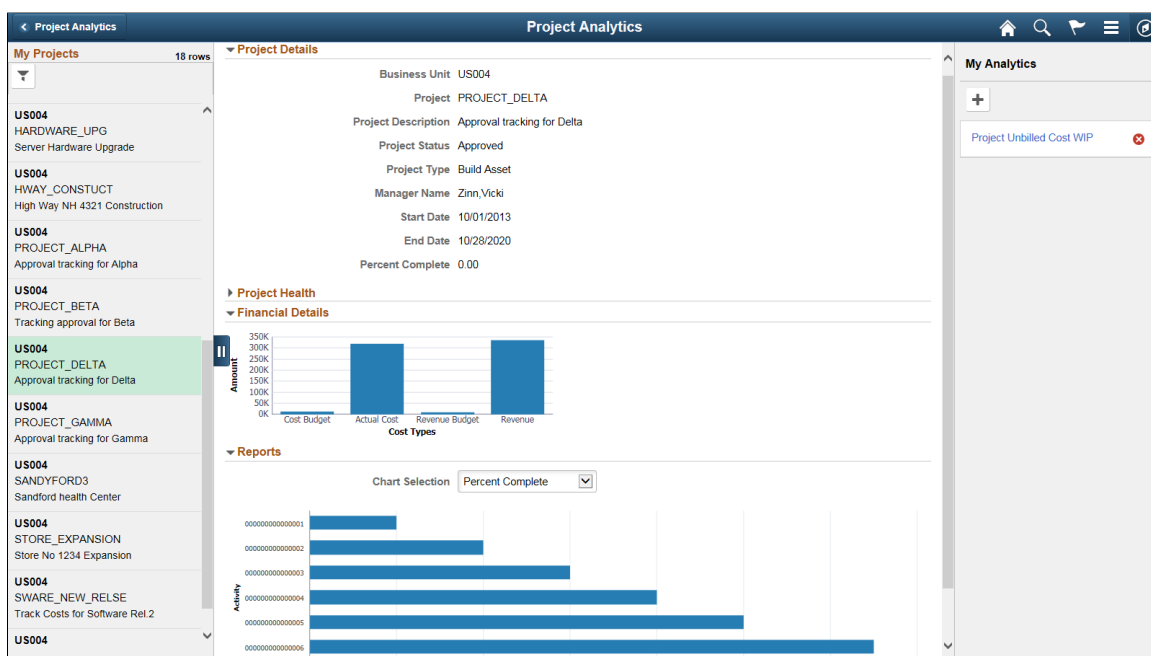 Project Analytics
Project Analytics
My Projects
18 rows
US004
HARDWARE_UPG
Server Hardware Upgrade
US004
HWAY_CONSTUCT
High Way NH 4321 Construction
US004
PROJECT_ALPHA
Approval tracking for Alpha
US004
PROJECT_BETA
Tracking approval for Beta
US004
PROJECT_DELTA
Approval tracking for Delta
US004
PROJECT_GAMMA
Approval tracking for Gamma
US004
SANDYFORD3
Sandford health Center
US004
STORE_EXPANSION
Store No 1234 Expansion
US004
SWARE_NEW_RELSE
Track Costs for Software Rel.2
US004
Project Details
Business Unit US004
Project PROJECT_DELTA
Project Description Approval tracking for Delta
Project Status Approved
Project Type Build Asset
Manager Name Zinn,Vicki
Start Date 10/01/2013
End Date 10/28/2020
Percent Complete 0.00
Project Health
Financial Details
Amount
350K
300K
250K
200K
150K
100K
50K
0K
Cost Budget Actual Cost Revenue Budget Revenue
Cost Types
Reports
Chart Selection Percent Complete
Activity
000000000000001
000000000000002
000000000000003
000000000000004
000000000000005
000000000000006
My Analytics
Project Unbilled Cost WIP